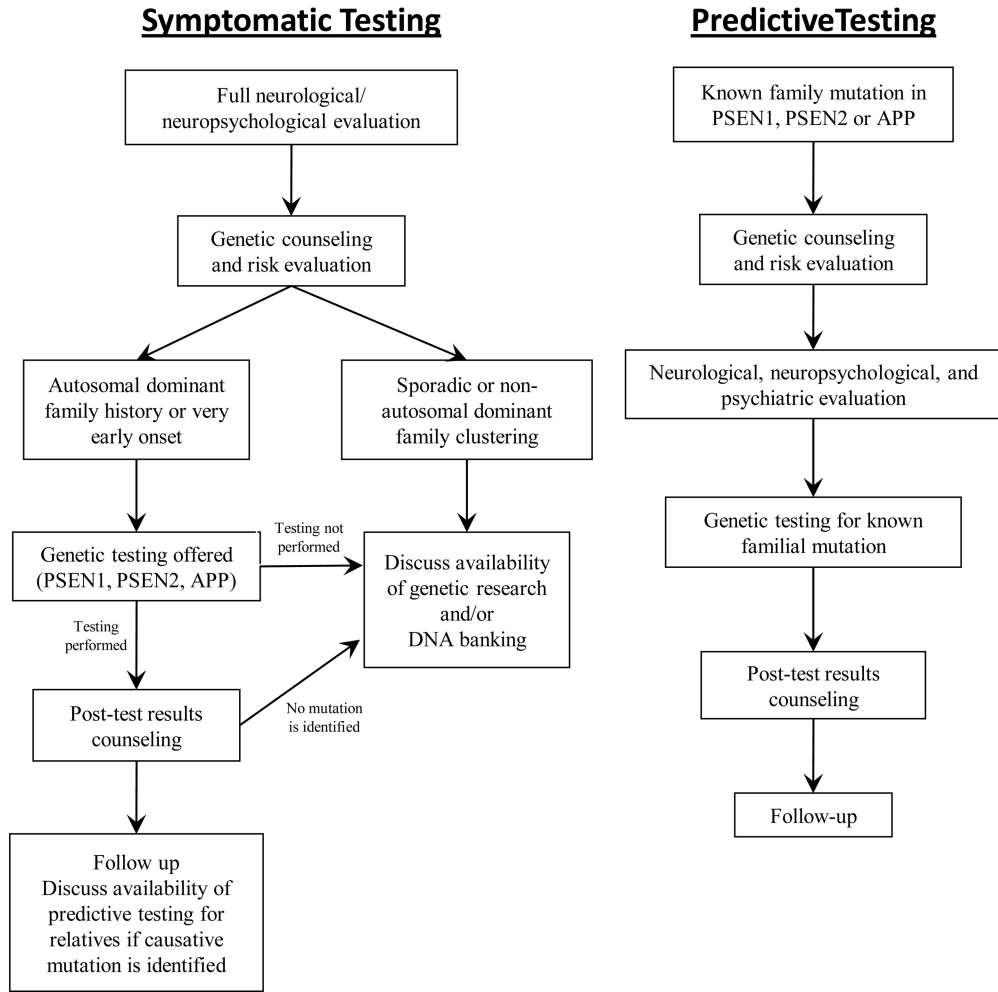 Symptomatic Testing
Full neurological/
neuropsychological evaluation
Genetic counseling
and risk evaluation
Autosomal dominant
family history or very
early onset
Sporadic or non-
autosomal dominant
family clustering
Genetic testing offered
(PSEN1, PSEN2, APP)
Testing not
performed
Discuss availability
of genetic research
and/or
DNA banking
Testing
performed
Post-test results
counseling
No mutation
is identified
Follow up
Discuss availability of
predictive testing for
relatives if causative
mutation is identified
PredictiveTesting
Known family mutation in
PSEN1, PSEN2 or APP
Genetic counseling
and risk evaluation
Neurological, neuropsychological, and
psychiatric evaluation
Genetic testing for known
familial mutation
Post-test results
counseling
Follow-up